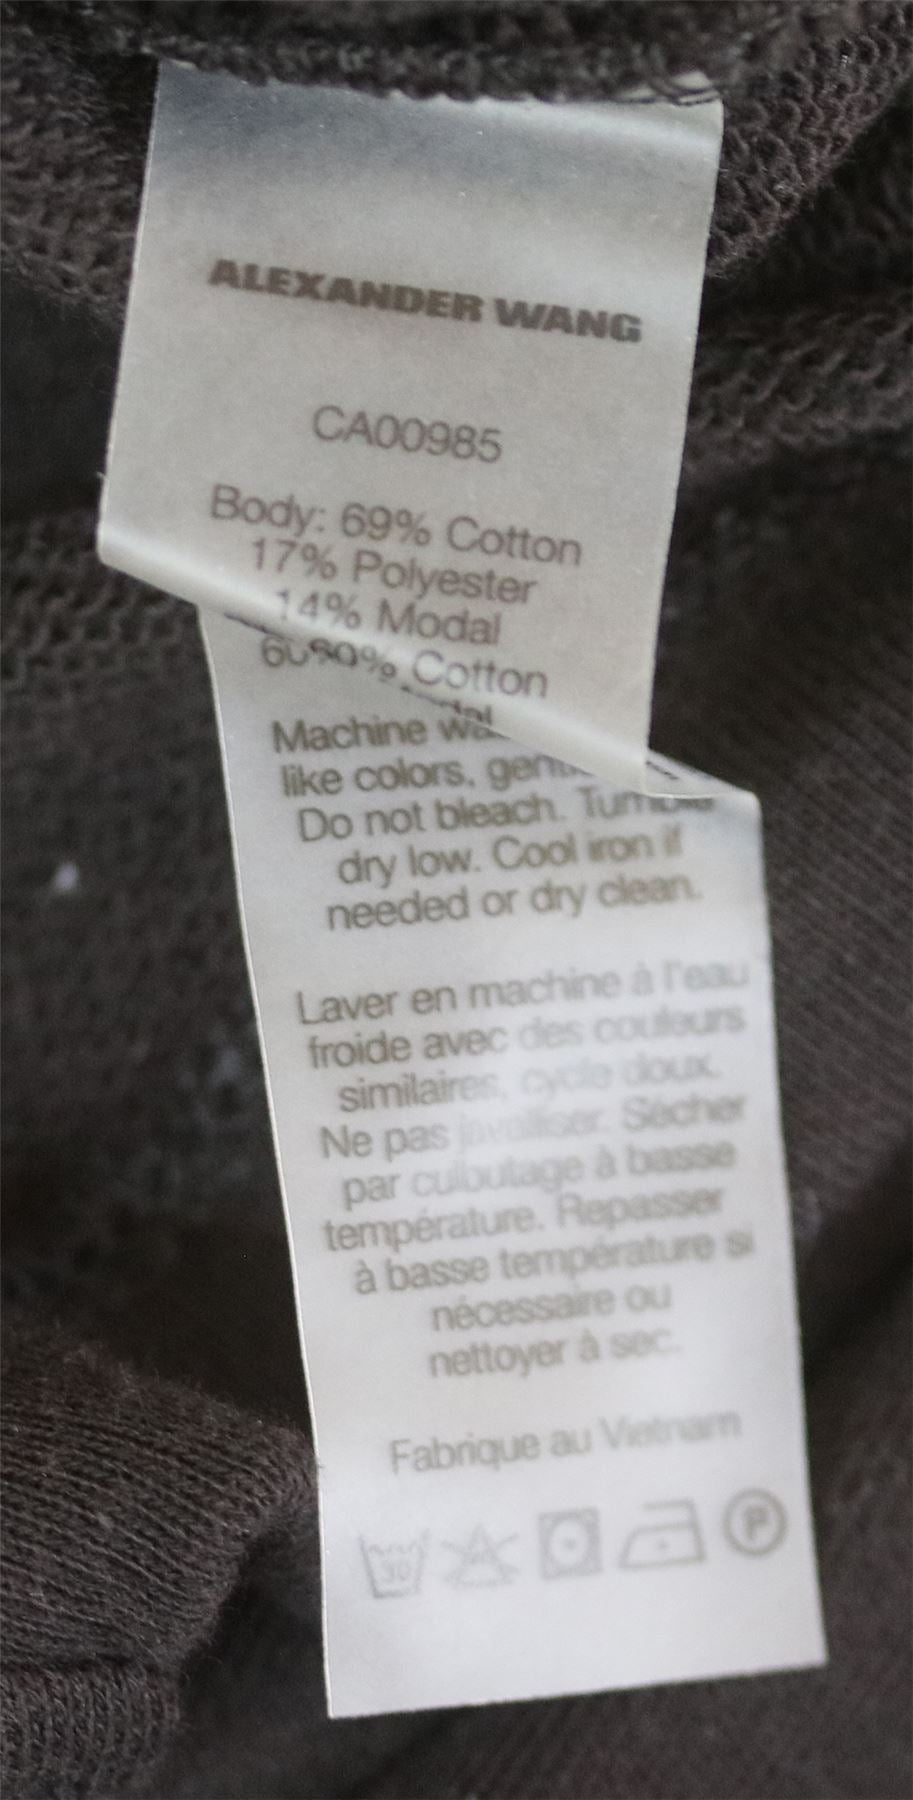 ALEXANDER WANG
CA00985
Body: 69% Cotton
17% Polyester
14% Modal
60% Cotton
Machine
like colors,
Do not bleach. Tumble
dry low. Cool iron if
needed or dry clean.
Laver en machine à l'eau
froide avec des couleurs
similaires, cycle doux.
Ne pas javelliser. Sécher
par culbutage à basse
température. Repasser
à basse température si
nécessaire ou
nettoyer à sec.
Fabrique au Vietnam
30
P